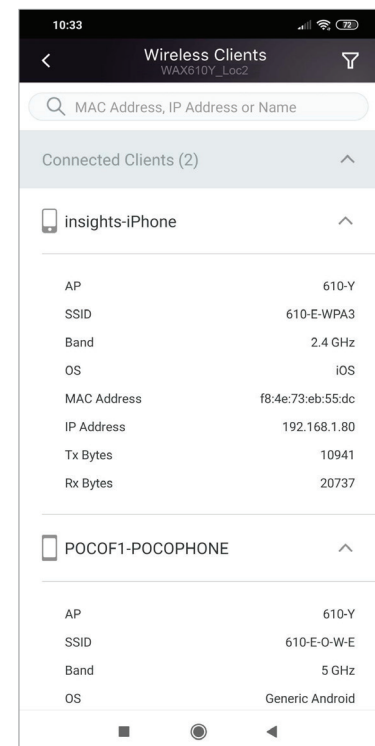 10:33
72
Wireless Clients
WAX610Y_Loc2
MAC Address, IP Address or Name
Connected Clients (2)
insights-iPhone
AP 610-Y
SSID 610-E-WPA3
Band 2.4 GHz
OS iOS
MAC Address f8:4e:73:eb:55:dc
IP Address 192.168.1.80
Tx Bytes 10941
Rx Bytes 20737
POCOF1-POCOPHONE
AP 610-Y
SSID 610-E-O-W-E
Band 5 GHz
OS Generic Android